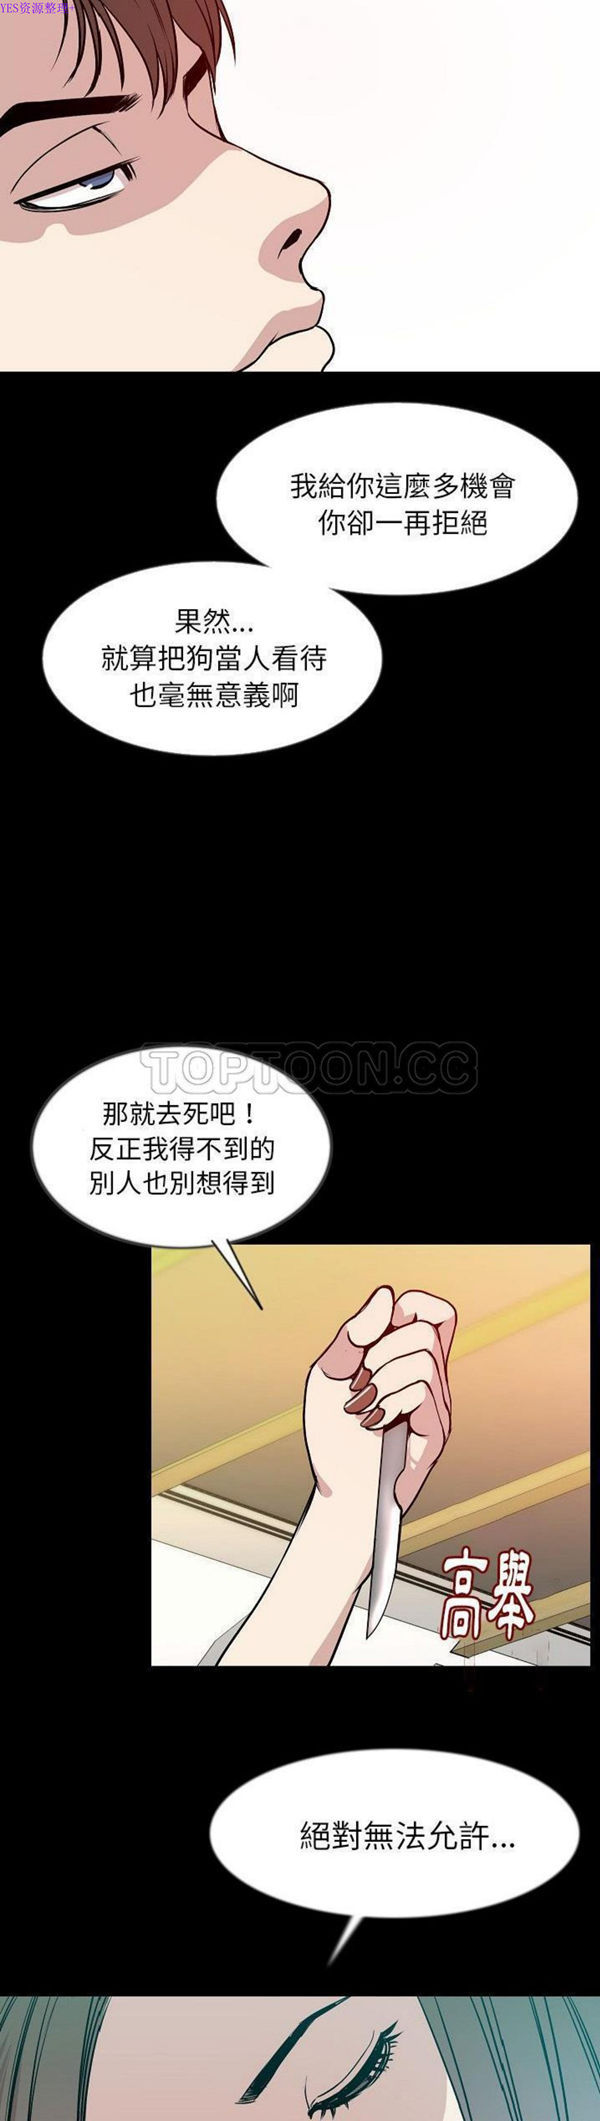 YES资源整理+
我給你這麼多機會
你卻一再拒絕
果然...
就算把狗當人看待
也毫無意義啊
TOPTOON.CC
那就去死吧！
反正我得不到的
別人也別想得到
高舉
絕對無法允許...